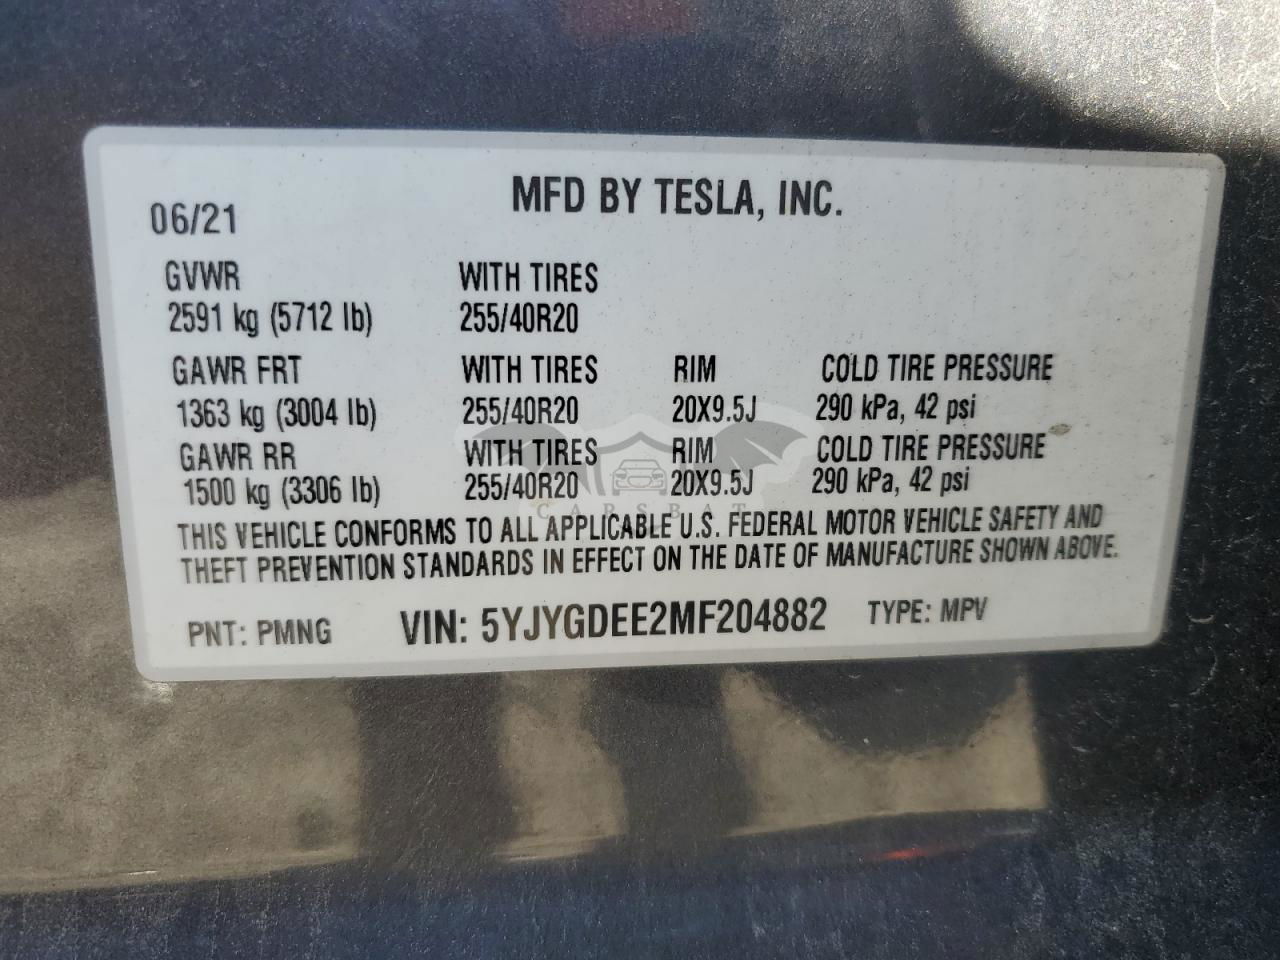 MFD BY TESLA, INC.
06/21
GVWR WITH TIRES
2591 kg (5712 lb) 255/40R20
GAWR FRT WITH TIRES RIM COLD TIRE PRESSURE
1363 kg (3004 lb) 255/40R20 20X9.5J 290 kPa, 42 psi
GAWR RR WITH TIRES RIM COLD TIRE PRESSURE
1500 kg (3306 lb) 255/40R20 20X9.5J 290 kPa, 42 psi
CARSBAT
THIS VEHICLE CONFORMS TO ALL APPLICABLE U.S. FEDERAL MOTOR VEHICLE SAFETY AND
THEFT PREVENTION STANDARDS IN EFFECT ON THE DATE OF MANUFACTURE SHOWN ABOVE.
PNT: PMNG VIN: 5YJYGDEE2MF204882 TYPE: MPV